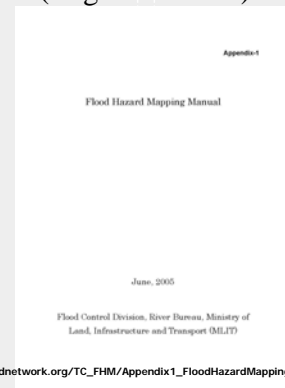 Appendix-1
Flood Hazard Mapping Manual
June, 2005
Flood Control Division, River Bureau, Ministry of
Land, Infrastructure and Transport (MLIT)
dnetwork.org/TC_FHM/Appendix1_FloodHazardMapping